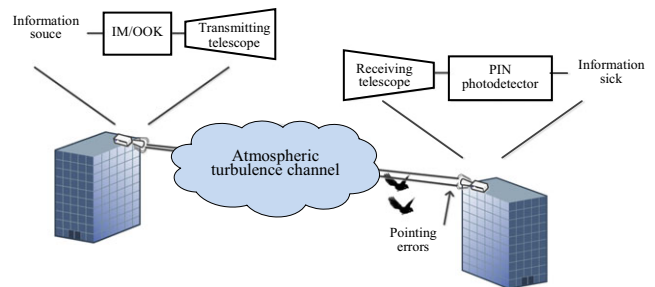 Information
souce
IM/OOK
Transmitting
telescope
Receiving
telescope
PIN
photodetector
Information
sick
Atmospheric
turbulence channel
Pointing
errors